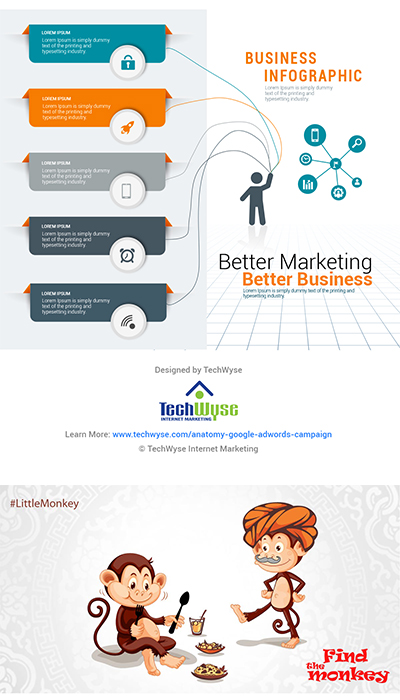 LOREM IPSUM
Lorem Ipsum is simply
dummy text of the printing and
typesetting industry.
LOREM IPSUM
Lorem Ipsum is simply
dummy text of the printing and
typesetting industry.
LOREM IPSUM
Lorem Ipsum is simply
dummy text of the printing and
typesetting industry.
LOREM IPSUM
Lorem Ipsum is simply
dummy text of the printing and
typesetting industry.
LOREM IPSUM
Lorem Ipsum is simply
dummy text of the printing and
typesetting industry.
BUSINESS
INFOGRAPHIC
Lorem Ipsum is simply dummy text of
the printing and typesetting industry.
Better Marketing
Better Business
Lorem Ipsum is simply dummy text of the printing and
typesetting industry.
Designed by TechWyse
TechWyse
INTERNET MARKETING
Learn More: www.techwyse.com/anatomy-google-adwords-campaign
© TechWyse Internet Marketing
#LittleMonkey
Find
the
monkey